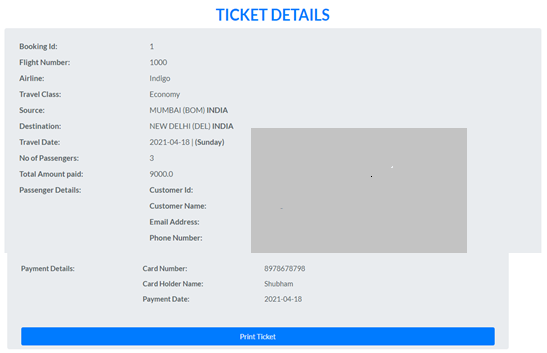 TICKET DETAILS
Booking Id: 1
Flight Number: 1000
Airline: Indigo
Travel Class: Economy
Source: MUMBAI (BOM) INDIA
Destination: NEW DELHI (DEL) INDIA
Travel Date: 2021-04-18 | (Sunday)
No of Passengers: 3
Total Amount paid: 9000.0
Passenger Details: Customer Id:
Customer Name:
Email Address:
Phone Number:
Payment Details: Card Number: 8978678798
Card Holder Name: Shubham
Payment Date: 2021-04-18
Print Ticket